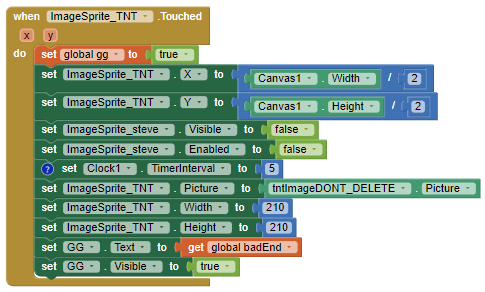 when ImageSprite_TNT .Touched
x y
do set global gg to true
set ImageSprite_TNT . X to Canvas1 . Width / 2
set ImageSprite_TNT . Y to Canvas1 . Height / 2
set ImageSprite_steve . Visible to false
set ImageSprite_steve . Enabled to false
? set Clock1 . TimerInterval to 5
set ImageSprite_TNT . Picture to tntImageDONT_DELETE . Picture
set ImageSprite_TNT . Width to 210
set ImageSprite_TNT . Height to 210
set GG . Text to get global badEnd
set GG . Visible to true